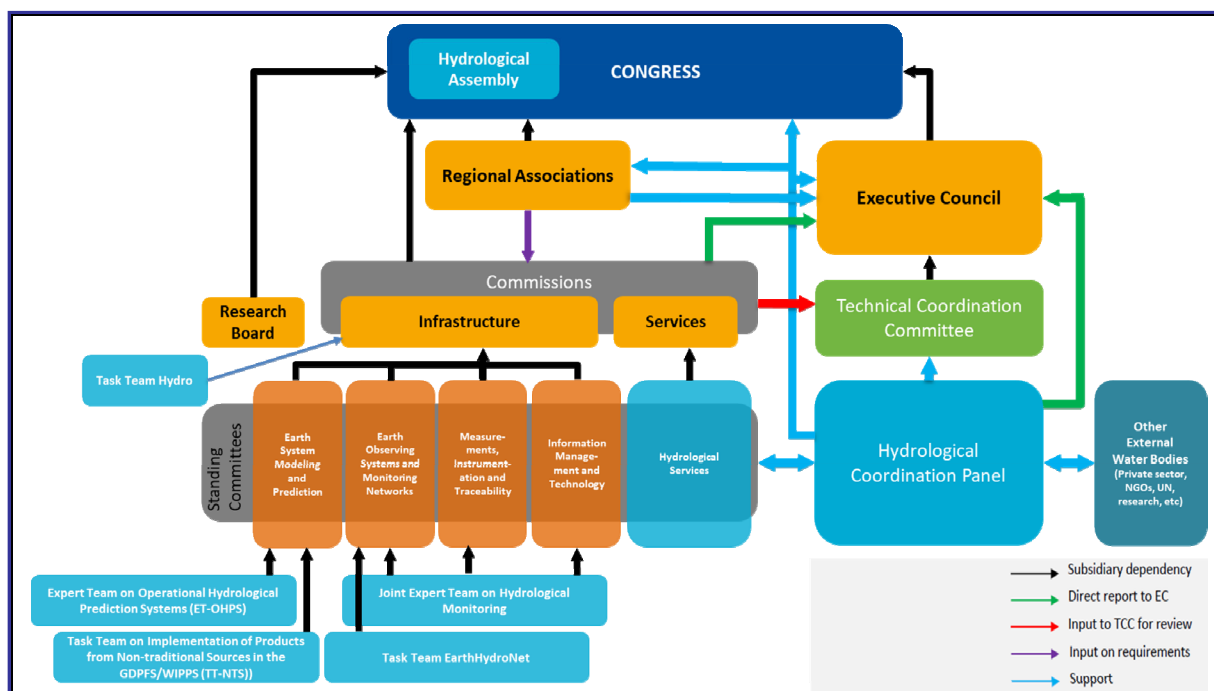 Hydrological
Assembly
CONGRESS
Regional Associations
Executive Council
Commissions
Infrastructure
Services
Research
Board
Technical Coordination
Committee
Task Team Hydro
Standing
Committees
Earth
System
Modeling
and
Prediction
Earth
Observing
Systems and
Monitoring
Networks
Measure-
ments,
Instrument-
ation and
Traceability
Information
Manage-
ment and
Technology
Hydrological
Services
Hydrological
Coordination Panel
Other
External
Water Bodies
(Private sector,
NGOs, UN,
research, etc)
Expert Team on Operational Hydrological
Prediction Systems (ET-OHPS)
Joint Expert Team on Hydrological
Monitoring
Task Team on Implementation of Products
from Non-traditional Sources in the
GDPFS/WIPPS (TT-NTS))
Task Team EarthHydroNet
Subsidiary dependency
Direct report to EC
Input to TCC for review
Input on requirements
Support